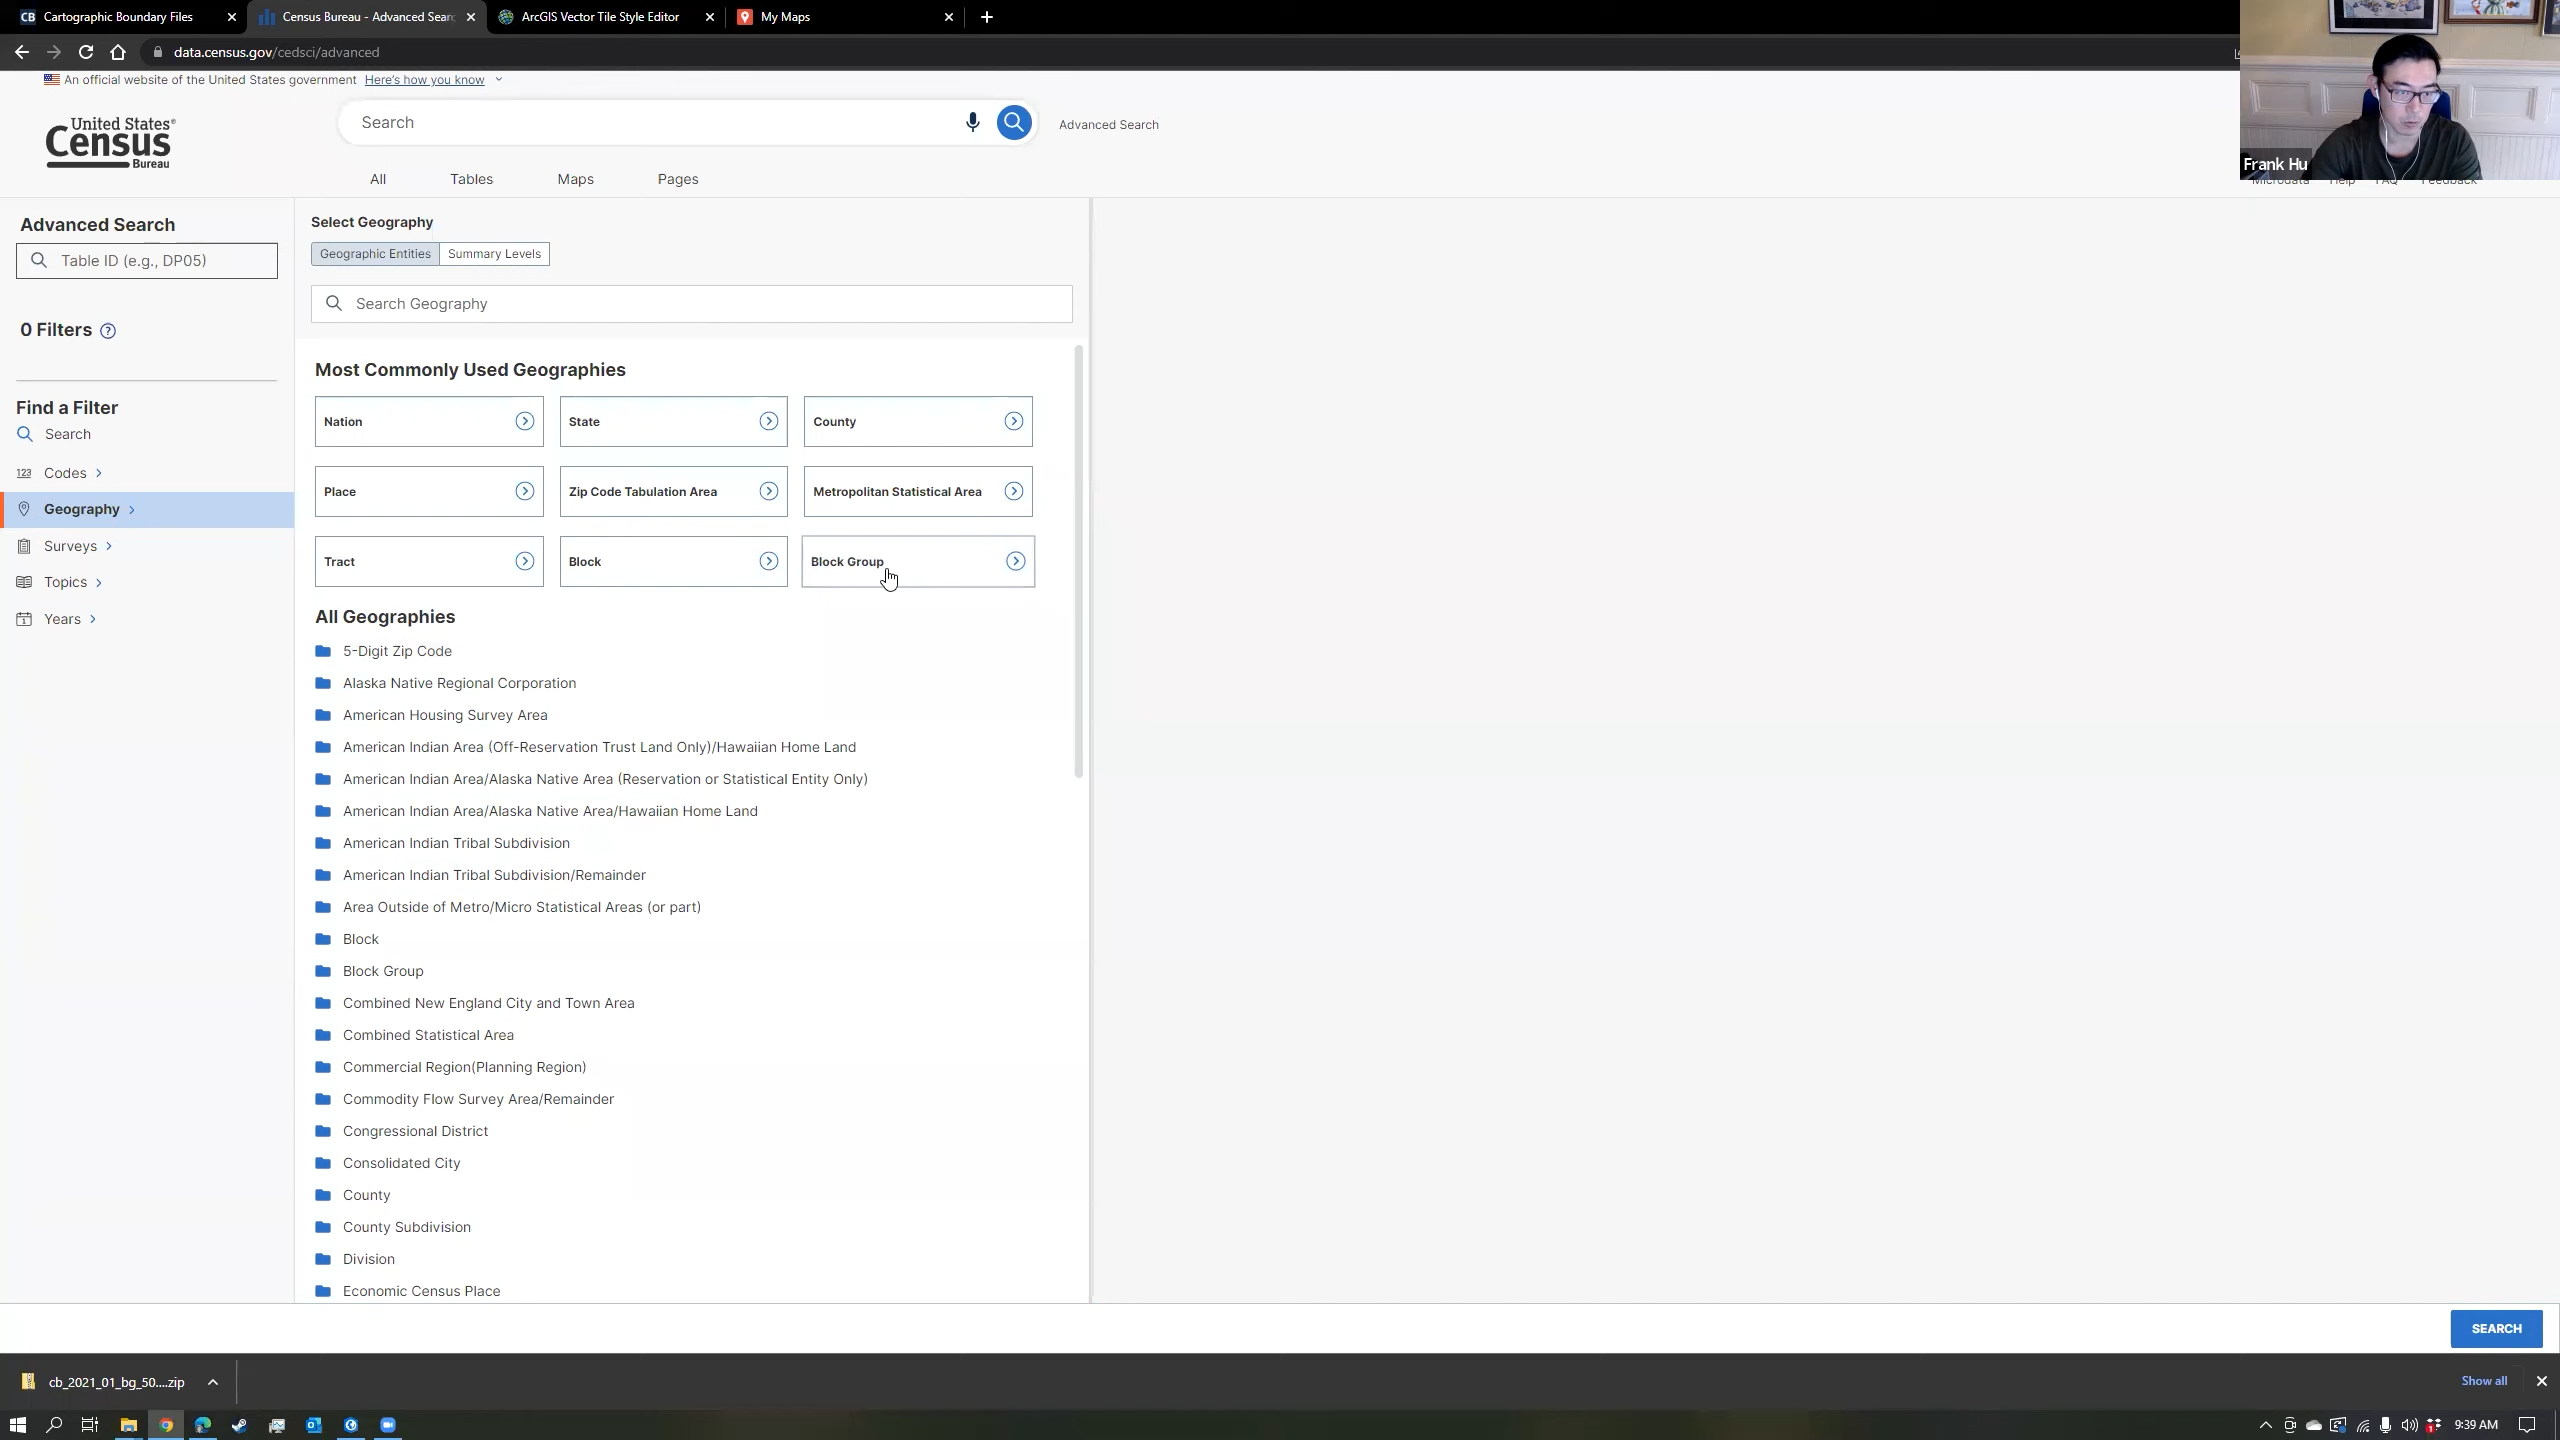 CB Cartographic Boundary Files
Census Bureau - Advanced Searc
ArcGIS Vector Tile Style Editor
My Maps
data.census.gov/cedsci/advanced
An official website of the United States government Here's how you know
United States®
Census
Bureau
Search
Advanced Search
All Tables Maps Pages
Frank Hu
Microdata Help FAQ Feedback
Advanced Search
Table ID (e.g., DP05)
0 Filters ?
Find a Filter
Search
123 Codes
Geography
Surveys
Topics
Years
Select Geography
Geographic Entities Summary Levels
Search Geography
Most Commonly Used Geographies
Nation State County
Place Zip Code Tabulation Area Metropolitan Statistical Area
Tract Block Block Group
All Geographies
5-Digit Zip Code
Alaska Native Regional Corporation
American Housing Survey Area
American Indian Area (Off-Reservation Trust Land Only)/Hawaiian Home Land
American Indian Area/Alaska Native Area (Reservation or Statistical Entity Only)
American Indian Area/Alaska Native Area/Hawaiian Home Land
American Indian Tribal Subdivision
American Indian Tribal Subdivision/Remainder
Area Outside of Metro/Micro Statistical Areas (or part)
Block
Block Group
Combined New England City and Town Area
Combined Statistical Area
Commercial Region(Planning Region)
Commodity Flow Survey Area/Remainder
Congressional District
Consolidated City
County
County Subdivision
Division
Economic Census Place
SEARCH
cb_2021_01_bg_50....zip
Show all
9:39 AM